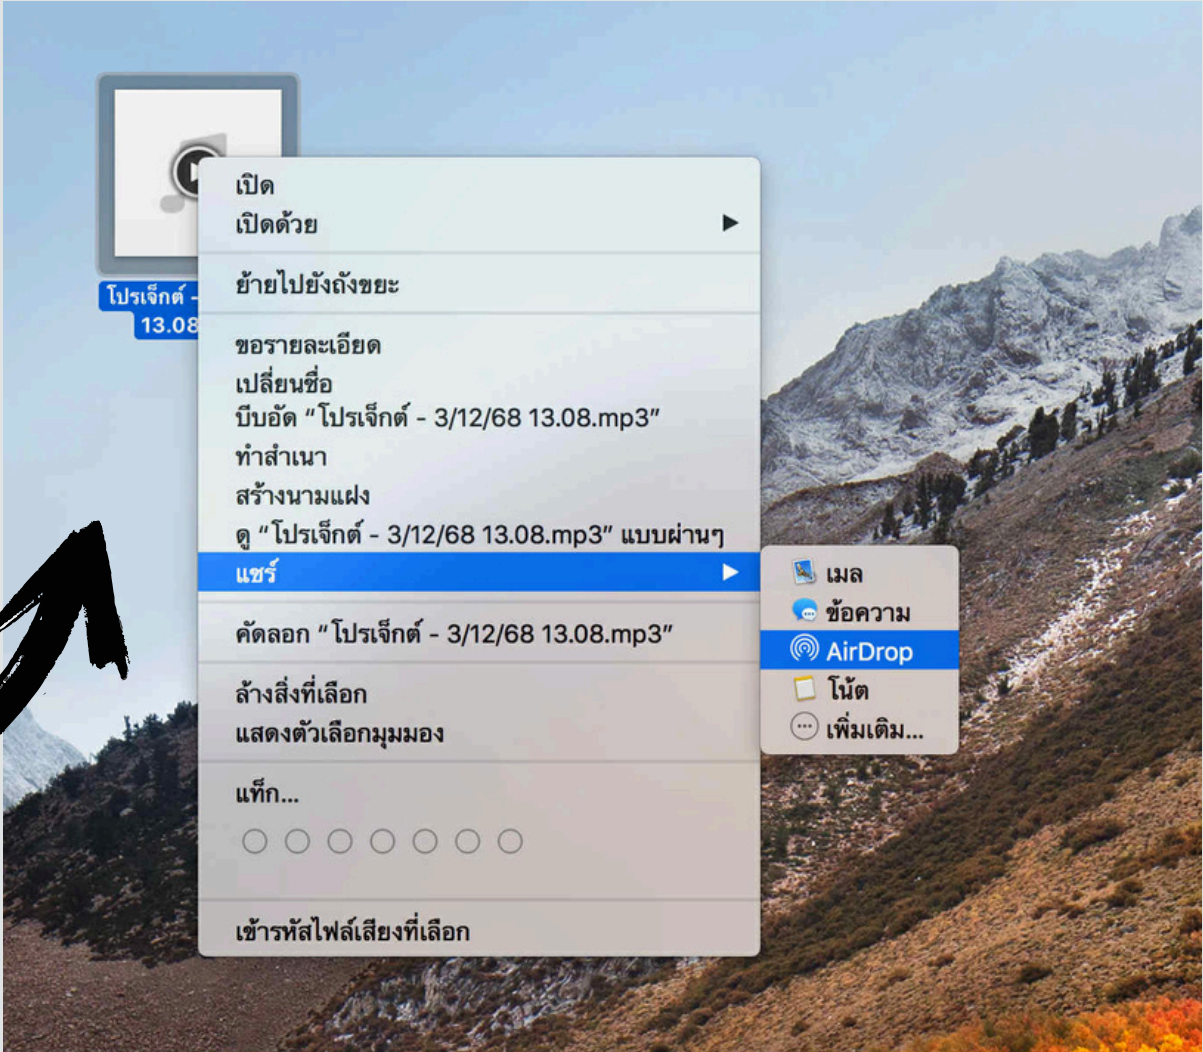 โปรเจ็กต์ -
13.08
เปิด
เปิดด้วย
ย้ายไปยังถังขยะ
ขอรายละเอียด
เปลี่ยนชื่อ
บีบอัด “โปรเจ็กต์ - 3/12/68 13.08.mp3”
ทำสำเนา
สร้างนามแฝง
ดู “โปรเจ็กต์ - 3/12/68 13.08.mp3” แบบผ่านๆ
แชร์
เมล
ข้อความ
AirDrop
โน้ต
เพิ่มเติม...
คัดลอก “โปรเจ็กต์ - 3/12/68 13.08.mp3”
ล้างสิ่งที่เลือก
แสดงตัวเลือกมุมมอง
แท็ก...
เข้ารหัสไฟล์เสียงที่เลือก